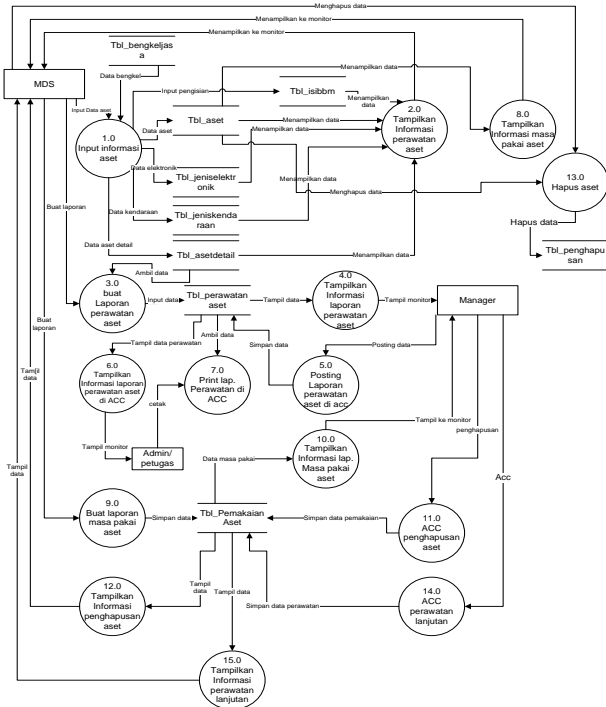 Menghapus data
Menampilkan ke monitor
Menampilkan ke monitor
Tbl_bengkeljas
a
MDS
Data bengkel
Input Data aset
Input pengisian
Tbl_isibbm
Menampilkan data
Menampilkan
data
1.0
Input informasi
aset
Data aset
Tbl_aset
Menampilkan data
Menampilkan data
2.0
Tampilkan
Informasi
perawatan
aset
8.0
Tampilkan
Informasi masa
pakai aset
13.0
Hapus aset
Data elektronik
Tbl_jeniselektr
onik
Menampilkan data
Menghapus data
Buat laporan
Data kendaraan
Tbl_jeniskenda
raan
Hapus data
Tbl_penghapu
san
Data aset detail
Tbl_asetdetail
Menampilkan data
Ambil data
3.0
buat
Laporan
perawatan
aset
Input data
Tbl_perawatan
aset
Tampil data
4.0
Tampilkan
Informasi
laporan
perawatan
aset
Tampil monitor
Manager
Buat
laporan
Tampil data perawatan
Ambil data
Simpan data
Posting data
6.0
Tampilkan
Informasi laporan
perawatan aset
di ACC
7.0
Print lap.
Perawatan di
ACC
5.0
Posting
Laporan
perawatan
aset di acc
Tampil
data
cetak
Tampil ke monitor
penghapusan
Tampil monitor
Admin/
petugas
10.0
Tampilkan
Informasi lap.
Masa pakai
aset
Data masa pakai
Tampil
data
Acc
9.0
Buat laporan
masa pakai
aset
Simpan data
Tbl_Pemakaian
Aset
Simpan data pemakaian
11.0
ACC
penghapusan
aset
12.0
Tampilkan
Informasi
penghapusan
aset
Tampil
data
Tampil data
Simpan data perawatan
14.0
ACC
perawatan
lanjutan
15.0
Tampilkan
Informasi
perawatan
lanjutan